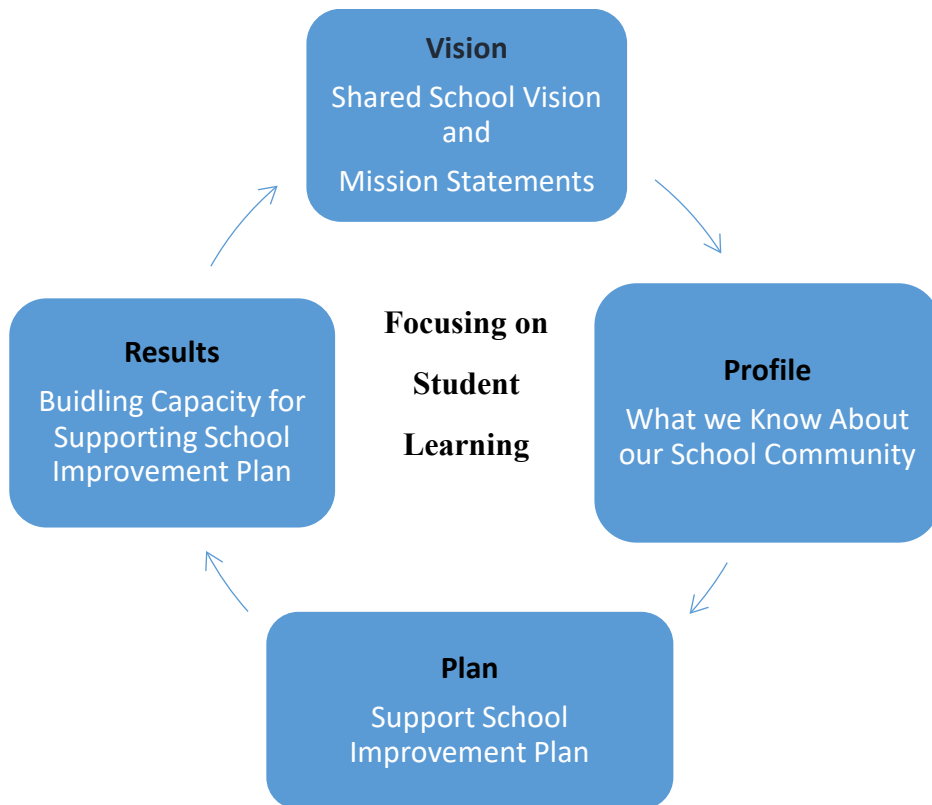 Vision
Shared School Vision
and
Mission Statements
Focusing on
Student
Learning
Results
Buidling Capacity for
Supporting School
Improvement Plan
Profile
What we Know About
our School Community
Plan
Support School
Improvement Plan